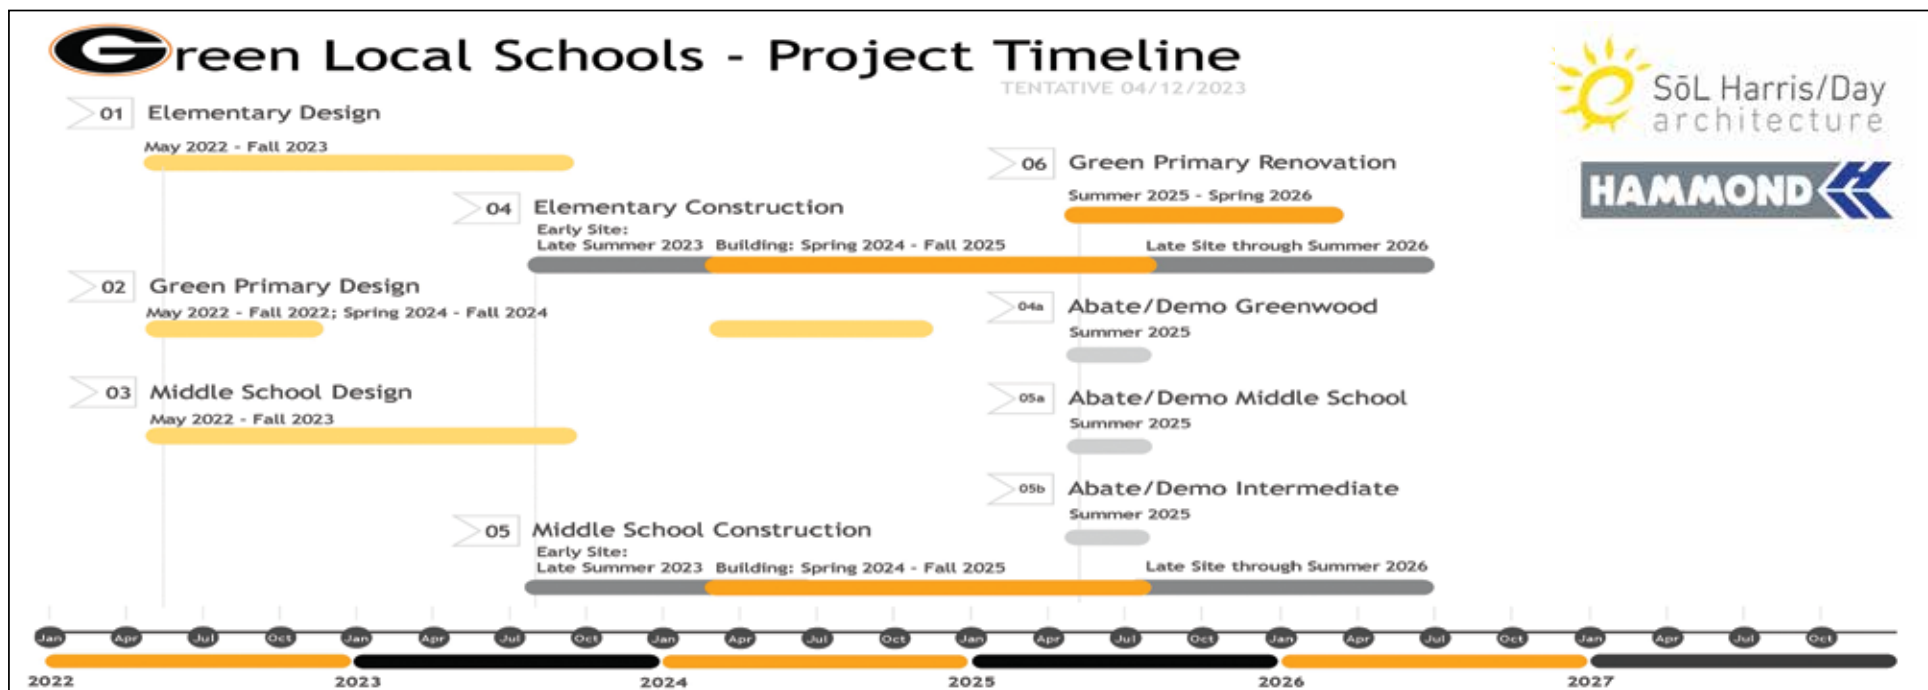 Green Local Schools - Project Timeline
TENTATIVE 04/12/2023
SōL Harris/Day
architecture
HAMMOND
01 Elementary Design
May 2022 - Fall 2023
06 Green Primary Renovation
Summer 2025 - Spring 2026
04 Elementary Construction
Early Site:
Late Summer 2023 Building: Spring 2024 - Fall 2025 Late Site through Summer 2026
02 Green Primary Design
May 2022 - Fall 2022; Spring 2024 - Fall 2024
04a Abate/Demo Greenwood
Summer 2025
03 Middle School Design
May 2022 - Fall 2023
05a Abate/Demo Middle School
Summer 2025
05b Abate/Demo Intermediate
Summer 2025
05 Middle School Construction
Early Site:
Late Summer 2023 Building: Spring 2024 - Fall 2025 Late Site through Summer 2026
Jan Apr Jul Oct Jan Apr Jul Oct Jan Apr Jul Oct Jan Apr Jul Oct Jan Apr Jul Oct Jan Apr Jul Oct
2022 2023 2024 2025 2026 2027